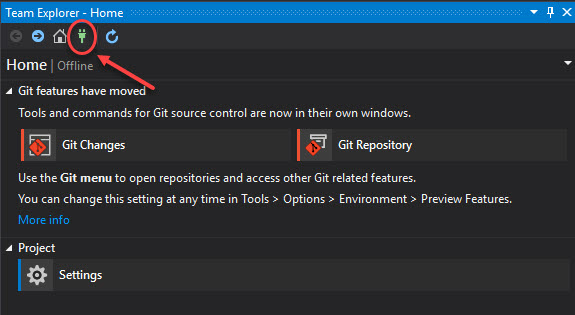 Team Explorer - Home
Home | Offline
Git features have moved
Tools and commands for Git source control are now in their own windows.
Git Changes
Git Repository
Use the Git menu to open repositories and access other Git related features.
You can change this setting at any time in Tools > Options > Environment > Preview Features.
More info
Project
Settings